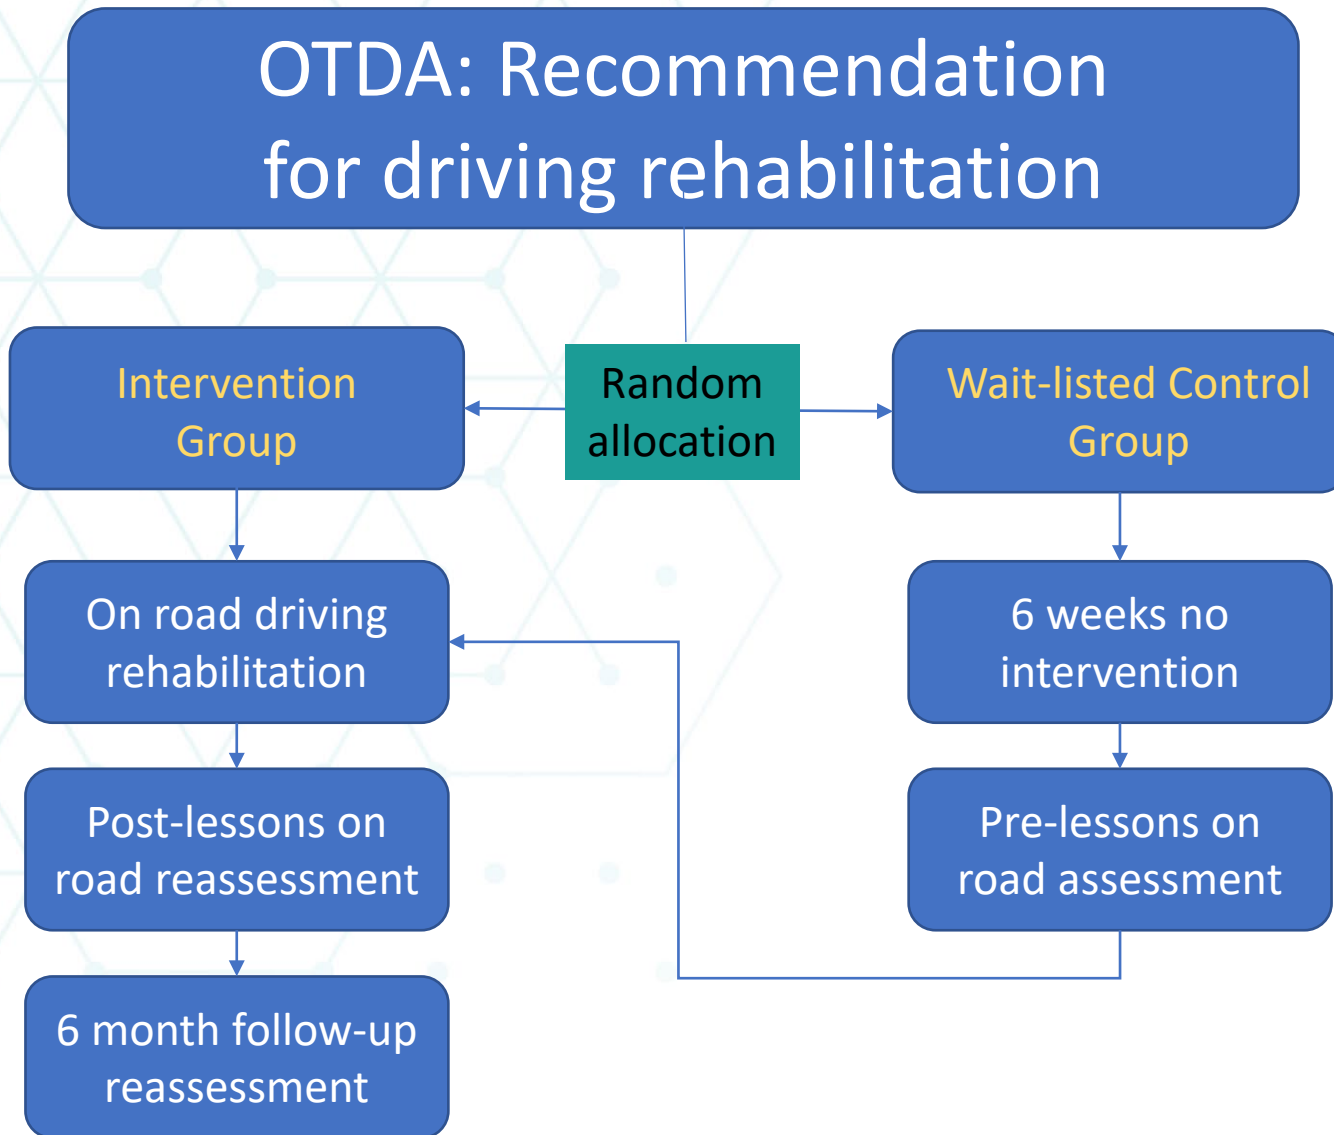 OTDA: Recommendation
for driving rehabilitation
Intervention
Group
Random
allocation
Wait-listed Control
Group
On road driving
rehabilitation
6 weeks no
intervention
Post-lessons on
road reassessment
Pre-lessons on
road assessment
6 month follow-up
reassessment